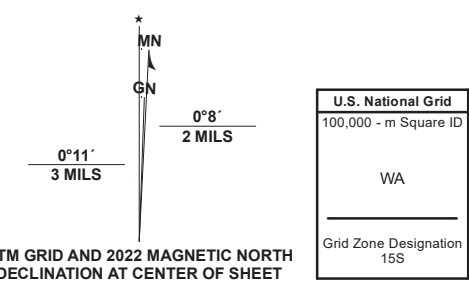 ★
MN
GN
0°11´
3 MILS
0°8´
2 MILS
TM GRID AND 2022 MAGNETIC NORTH
DECLINATION AT CENTER OF SHEET
U.S. National Grid
100,000 - m Square ID
WA
Grid Zone Designation
15S